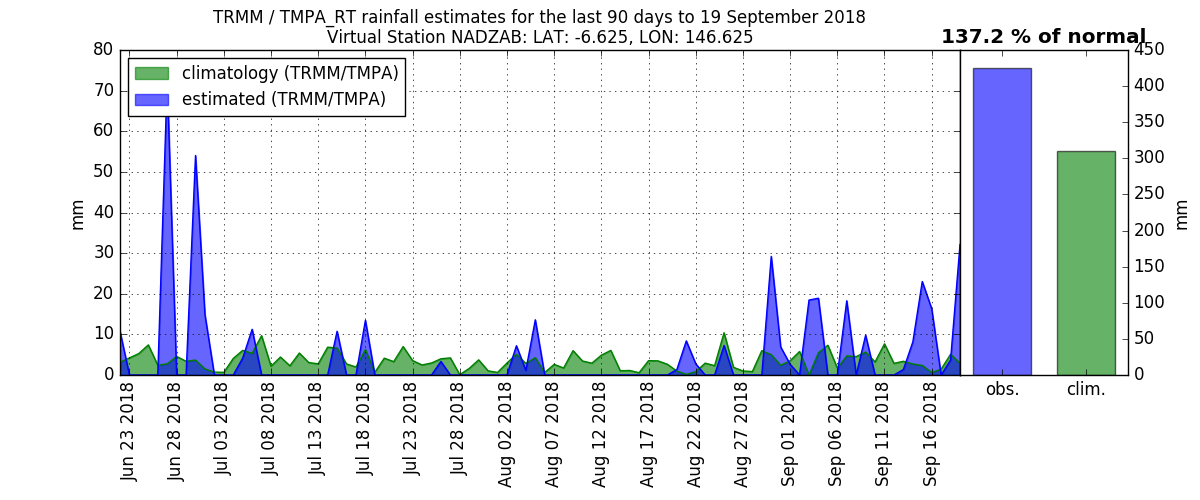 TRMM / TMPA_RT rainfall estimates for the last 90 days to 19 September 2018
Virtual Station NADZAB: LAT: -6.625, LON: 146.625
137.2 % of normal
climatology (TRMM/TMPA)
estimated (TRMM/TMPA)
80
70
60
50
40
30
20
10
0
mm
Jun 23 2018
Jun 28 2018
Jul 03 2018
Jul 08 2018
Jul 13 2018
Jul 18 2018
Jul 23 2018
Jul 28 2018
Aug 02 2018
Aug 07 2018
Aug 12 2018
Aug 17 2018
Aug 22 2018
Aug 27 2018
Sep 01 2018
Sep 06 2018
Sep 11 2018
Sep 16 2018
obs.
clim.
450
400
350
300
250
200
150
100
50
0
mm